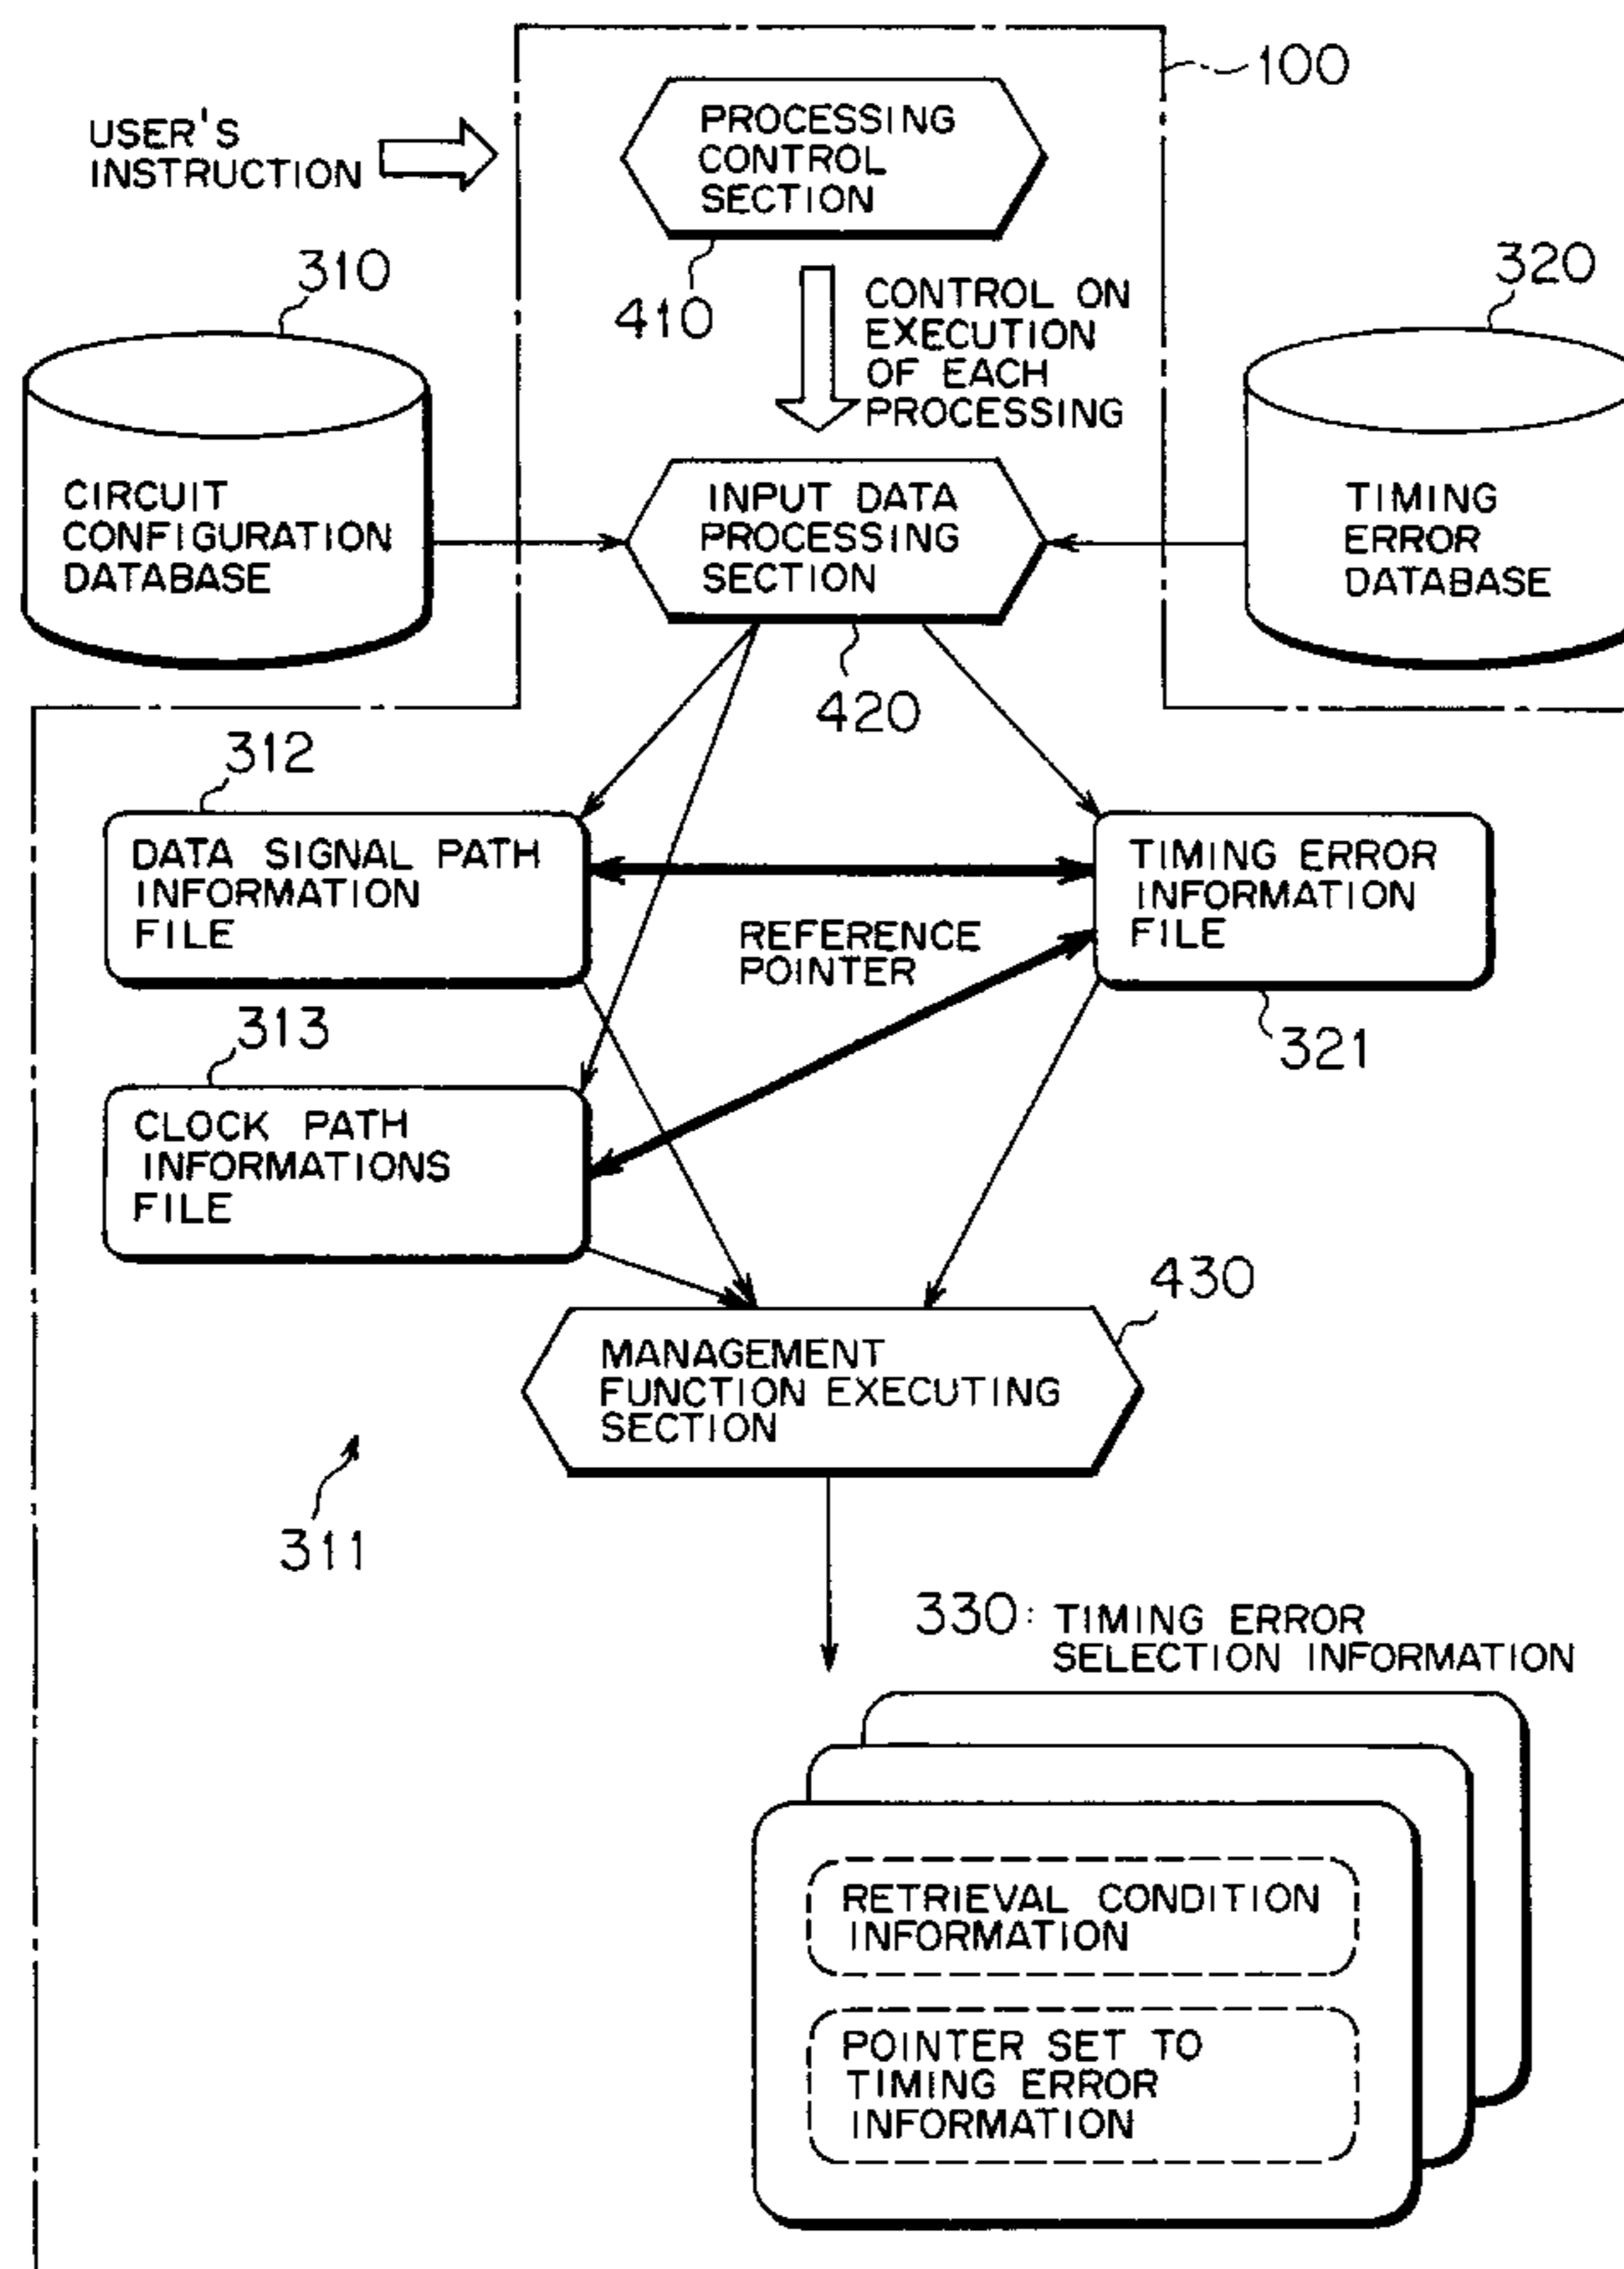 100
USER'S
INSTRUCTION
PROCESSING
CONTROL
SECTION
410
CONTROL ON
EXECUTION
OF EACH
PROCESSING
310
320
CIRCUIT
CONFIGURATION
DATABASE
INPUT DATA
PROCESSING
SECTION
TIMING
ERROR
DATABASE
420
312
DATA SIGNAL PATH
INFORMATION
FILE
TIMING ERROR
INFORMATION
FILE
REFERENCE
POINTER
321
313
CLOCK PATH
INFORMATIONS
FILE
430
MANAGEMENT
FUNCTION EXECUTING
SECTION
311
330: TIMING ERROR
SELECTION INFORMATION
RETRIEVAL CONDITION
INFORMATION
POINTER SET TO
TIMING ERROR
INFORMATION